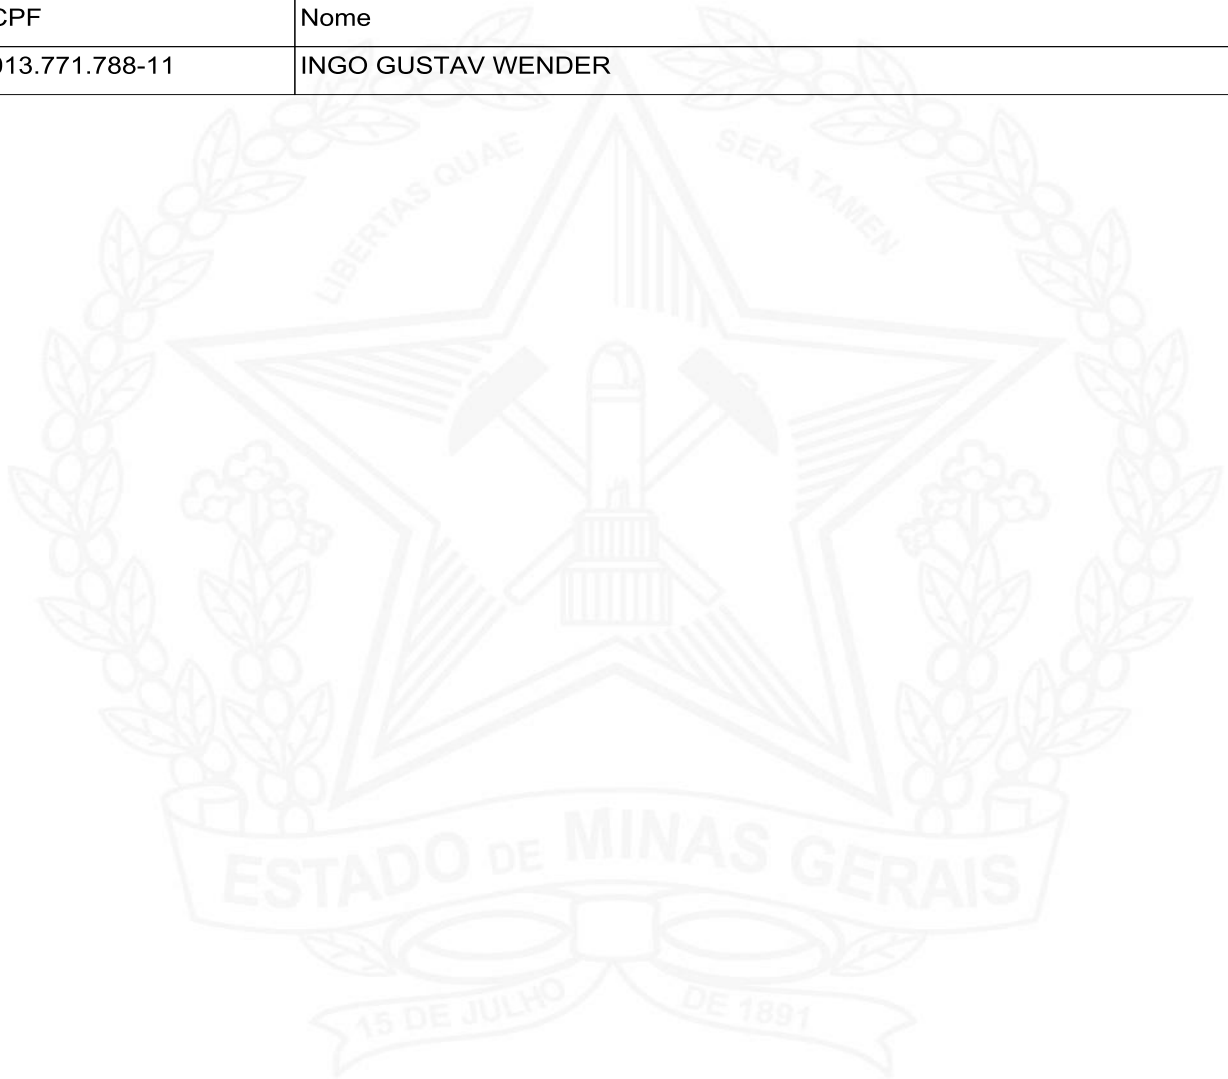 CPF Nome
013.771.788-11 INGO GUSTAV WENDER
LIBERTAS QUAE SERA TAMEN
ESTADO DE MINAS GERAIS
15 DE JULHO DE 1891